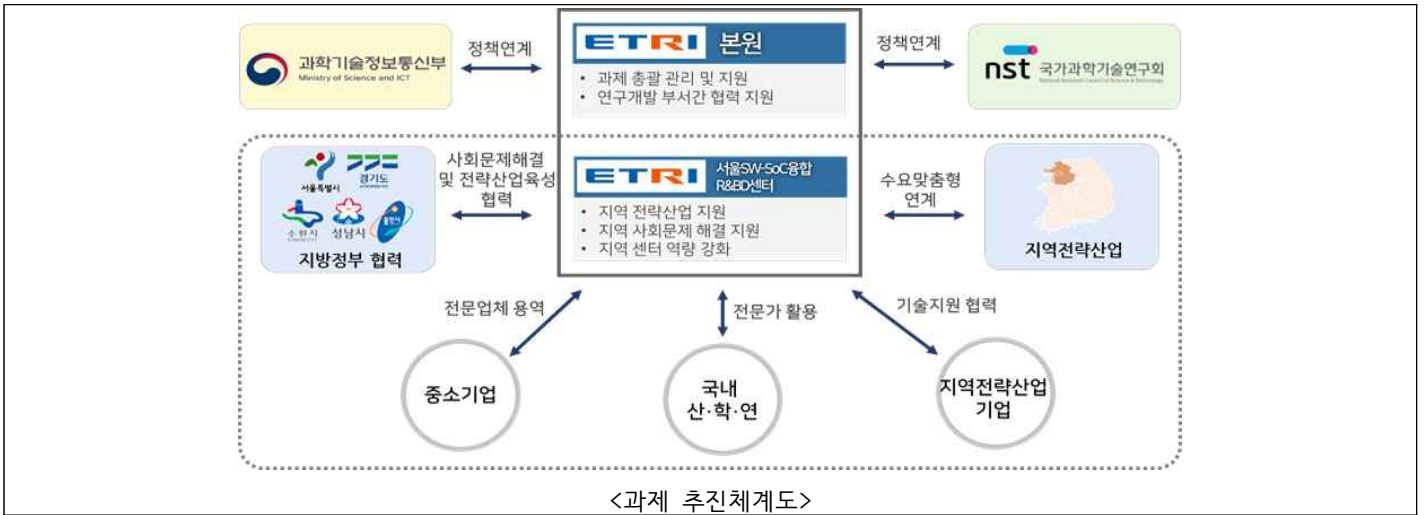 과학기술정보통신부
Ministry of Science and ICT
정책연계
ETRI 본원
• 과제 총괄 관리 및 지원
• 연구개발 부서간 협력 지원
정책연계
nst 국가과학기술연구회
National Research Council of Science & Technology
서울특별시
경기도
수원시
성남시
용인시
지방정부 협력
사회문제해결
및 전략산업육성
협력
ETRI 서울SW-SoC융합
R&BD센터
• 지역 전략산업 지원
• 지역 사회문제 해결 지원
• 지역 센터 역량 강화
수요맞춤형
연계
지역전략산업
전문업체 용역
전문가 활용
기술지원 협력
중소기업
국내
산·학·연
지역전략산업
기업
<과제 추진체계도>